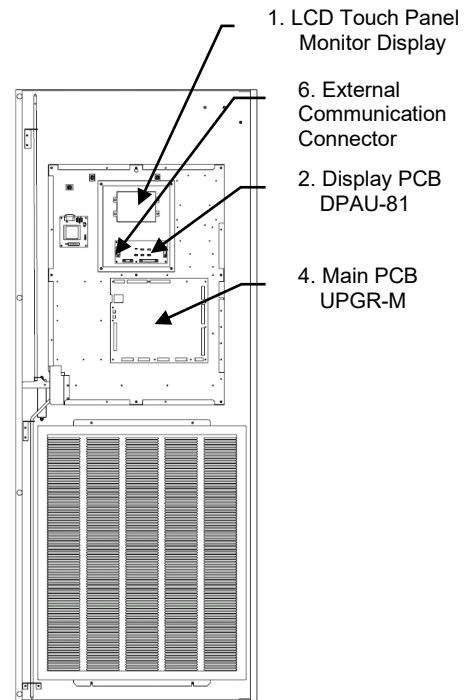 1. LCD Touch Panel
Monitor Display
6. External
Communication
Connector
2. Display PCB
DPAU-81
4. Main PCB
UPGR-M